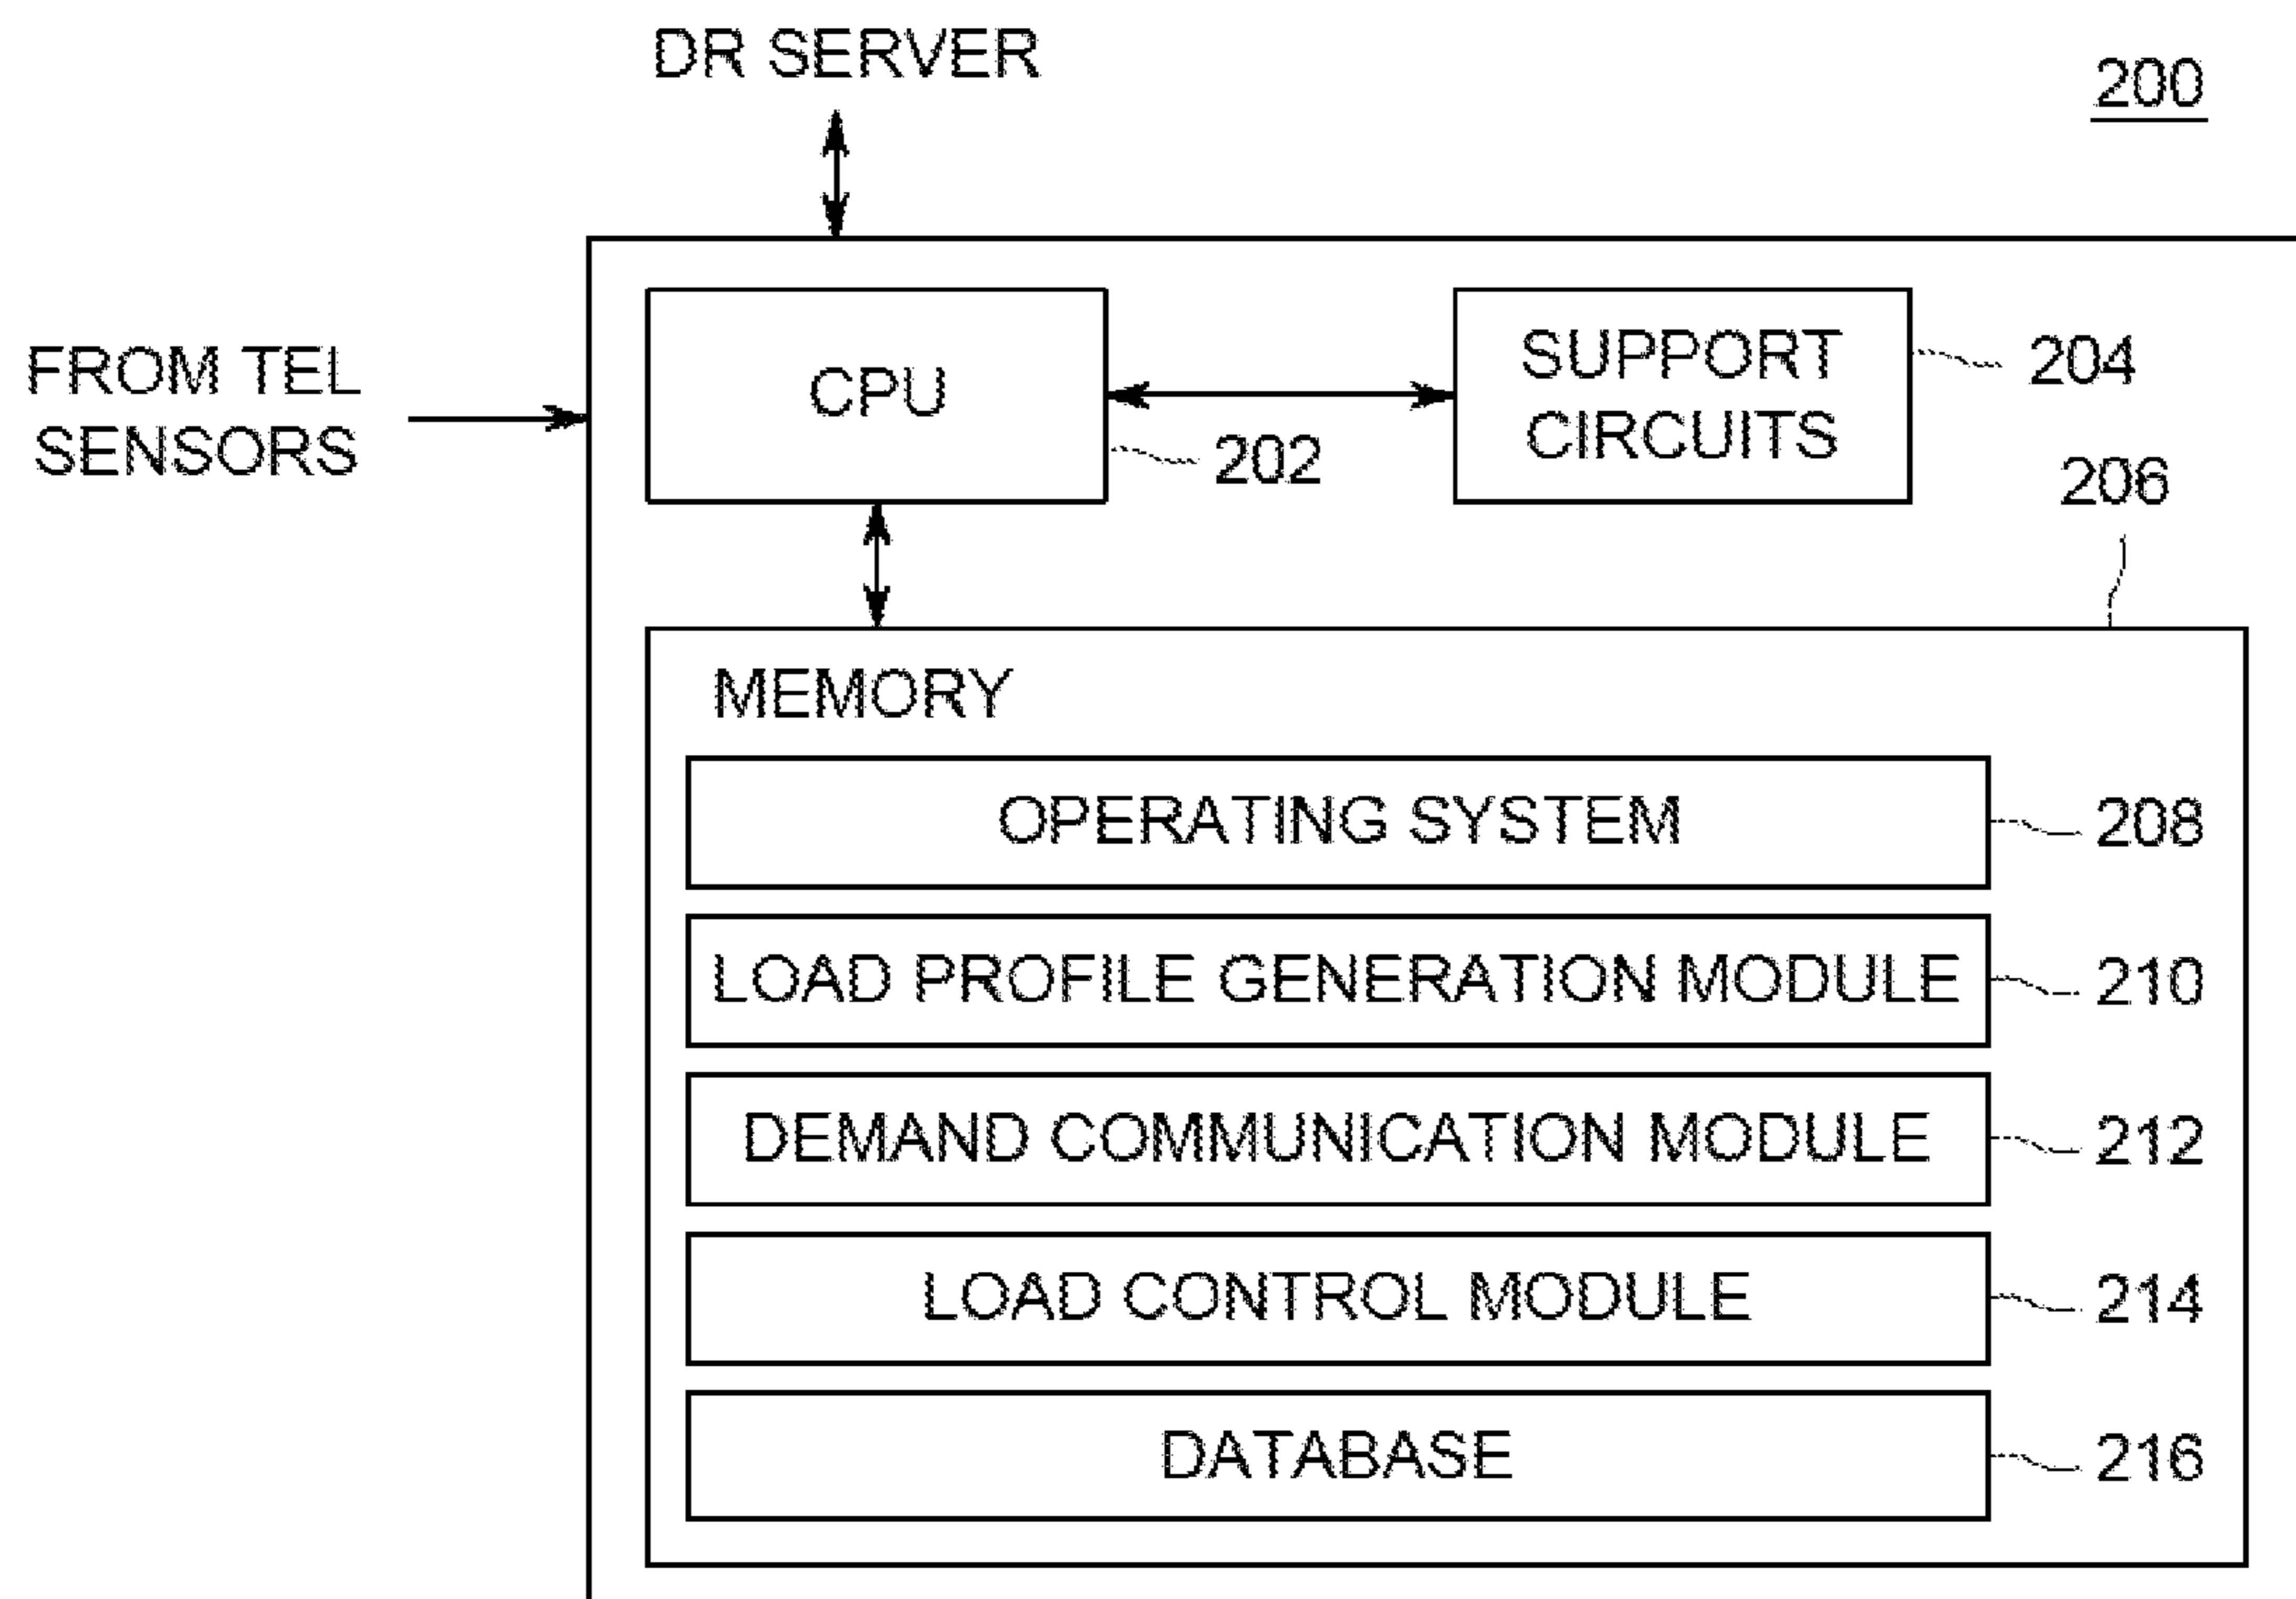 DR SERVER
200
FROM TEL
SENSORS
CPU
202
SUPPORT
CIRCUITS
204
206
MEMORY
OPERATING SYSTEM
208
LOAD PROFILE GENERATION MODULE
210
DEMAND COMMUNICATION MODULE
212
LOAD CONTROL MODULE
214
DATABASE
216